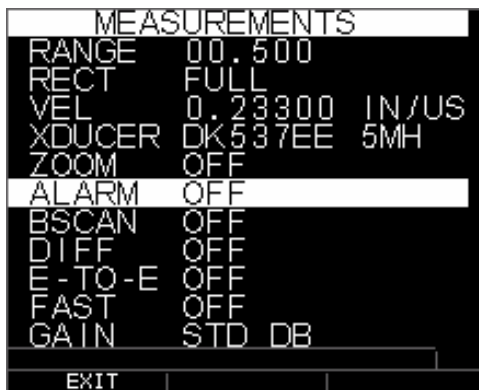 MEASUREMENTS
RANGE 00.500
RECT FULL
VEL 0.23300 IN/US
XDUCER DK537EE 5MH
ZOOM OFF
ALARM OFF
BSCAN OFF
DIFF OFF
E-TO-E OFF
FAST OFF
GAIN STD DB
EXIT